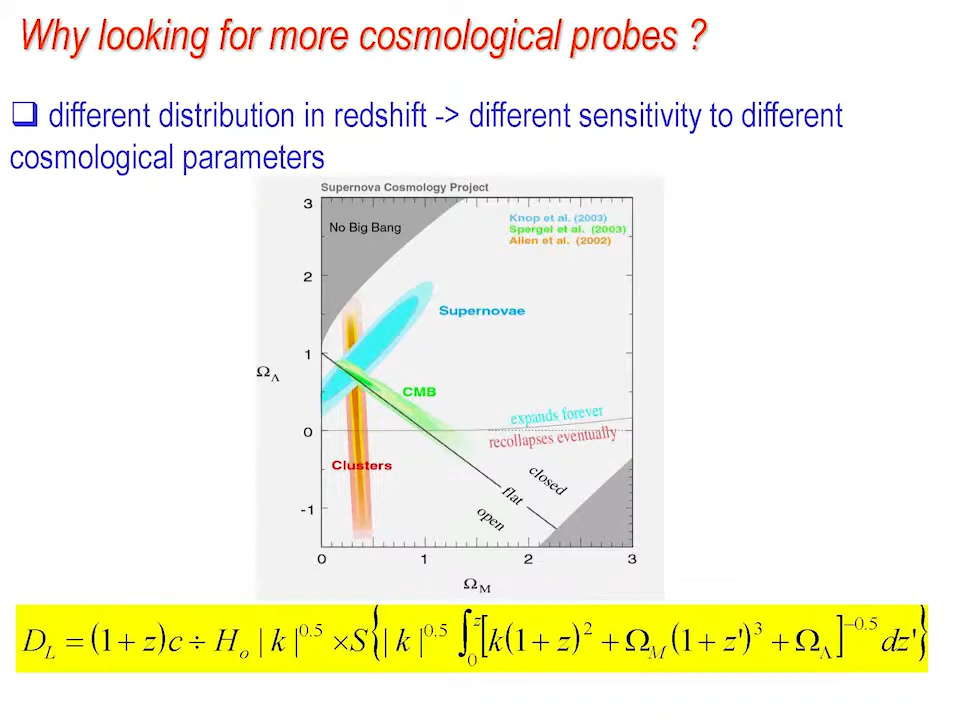 Why looking for more cosmological probes ?
❑ different distribution in redshift -> different sensitivity to different
cosmological parameters
Supernova Cosmology Project
3
No Big Bang
Knop et al. (2003)
Spergel et al. (2003)
Allen et al. (2002)
2
Supernovae
1
Ω_Λ
CMB
expands forever
0
recollapses eventually
Clusters
closed
flat
-1
open
0 1 2 3
Ω_M
D_L = (1 + z)c ÷ H_o | k |^0.5 × S{| k |^0.5 ∫_0^z [k(1 + z)^2 + Ω_M(1 + z')^3 + Ω_Λ]^−0.5 dz'}